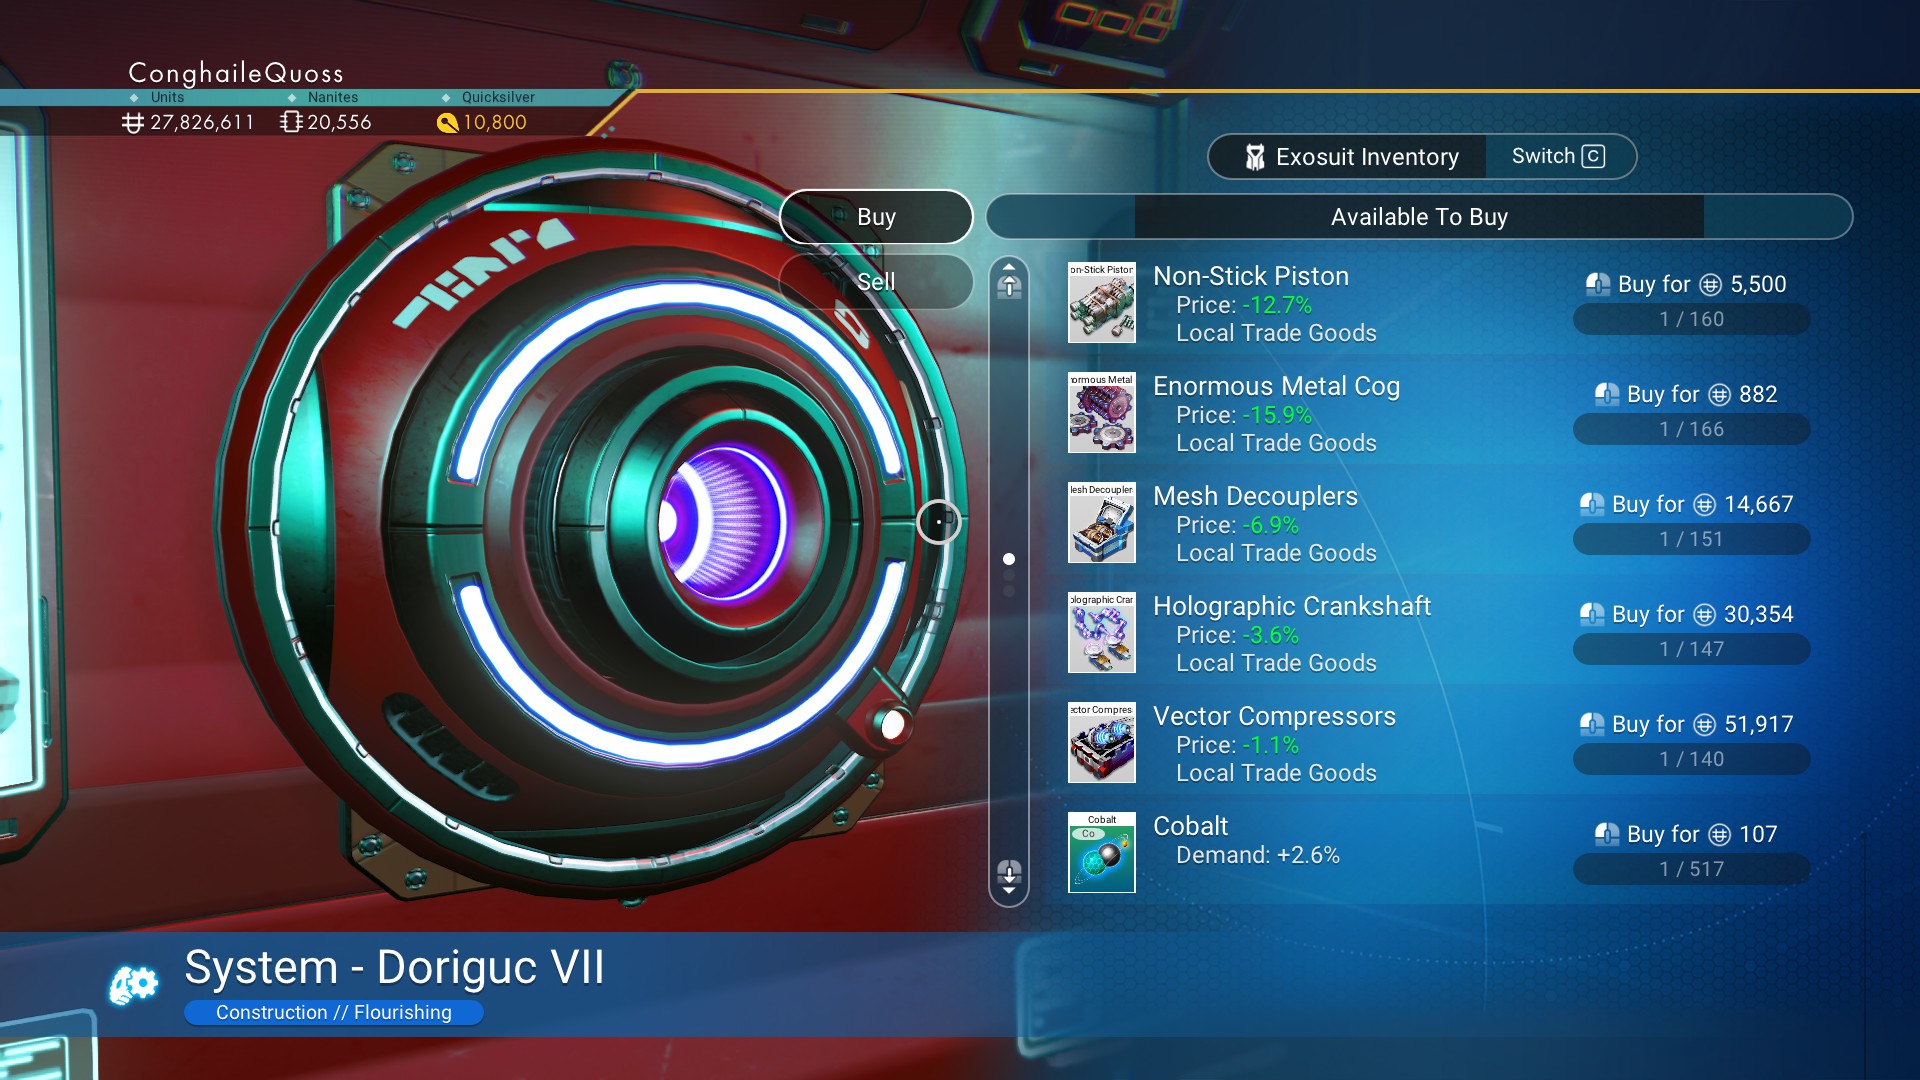 ConghaileQuoss
Units Nanites Quicksilver
27,826,611 20,556 10,800
Exosuit Inventory Switch C
Buy
Available To Buy
Sell
Non-Stick Piston
Price: -12.7%
Local Trade Goods
Buy for 5,500
1 / 160
Enormous Metal Cog
Price: -15.9%
Local Trade Goods
Buy for 882
1 / 166
Mesh Decouplers
Price: -6.9%
Local Trade Goods
Buy for 14,667
1 / 151
Holographic Crankshaft
Price: -3.6%
Local Trade Goods
Buy for 30,354
1 / 147
Vector Compressors
Price: -1.1%
Local Trade Goods
Buy for 51,917
1 / 140
Cobalt
Co
Cobalt
Demand: +2.6%
Buy for 107
1 / 517
System - Doriguc VII
Construction // Flourishing